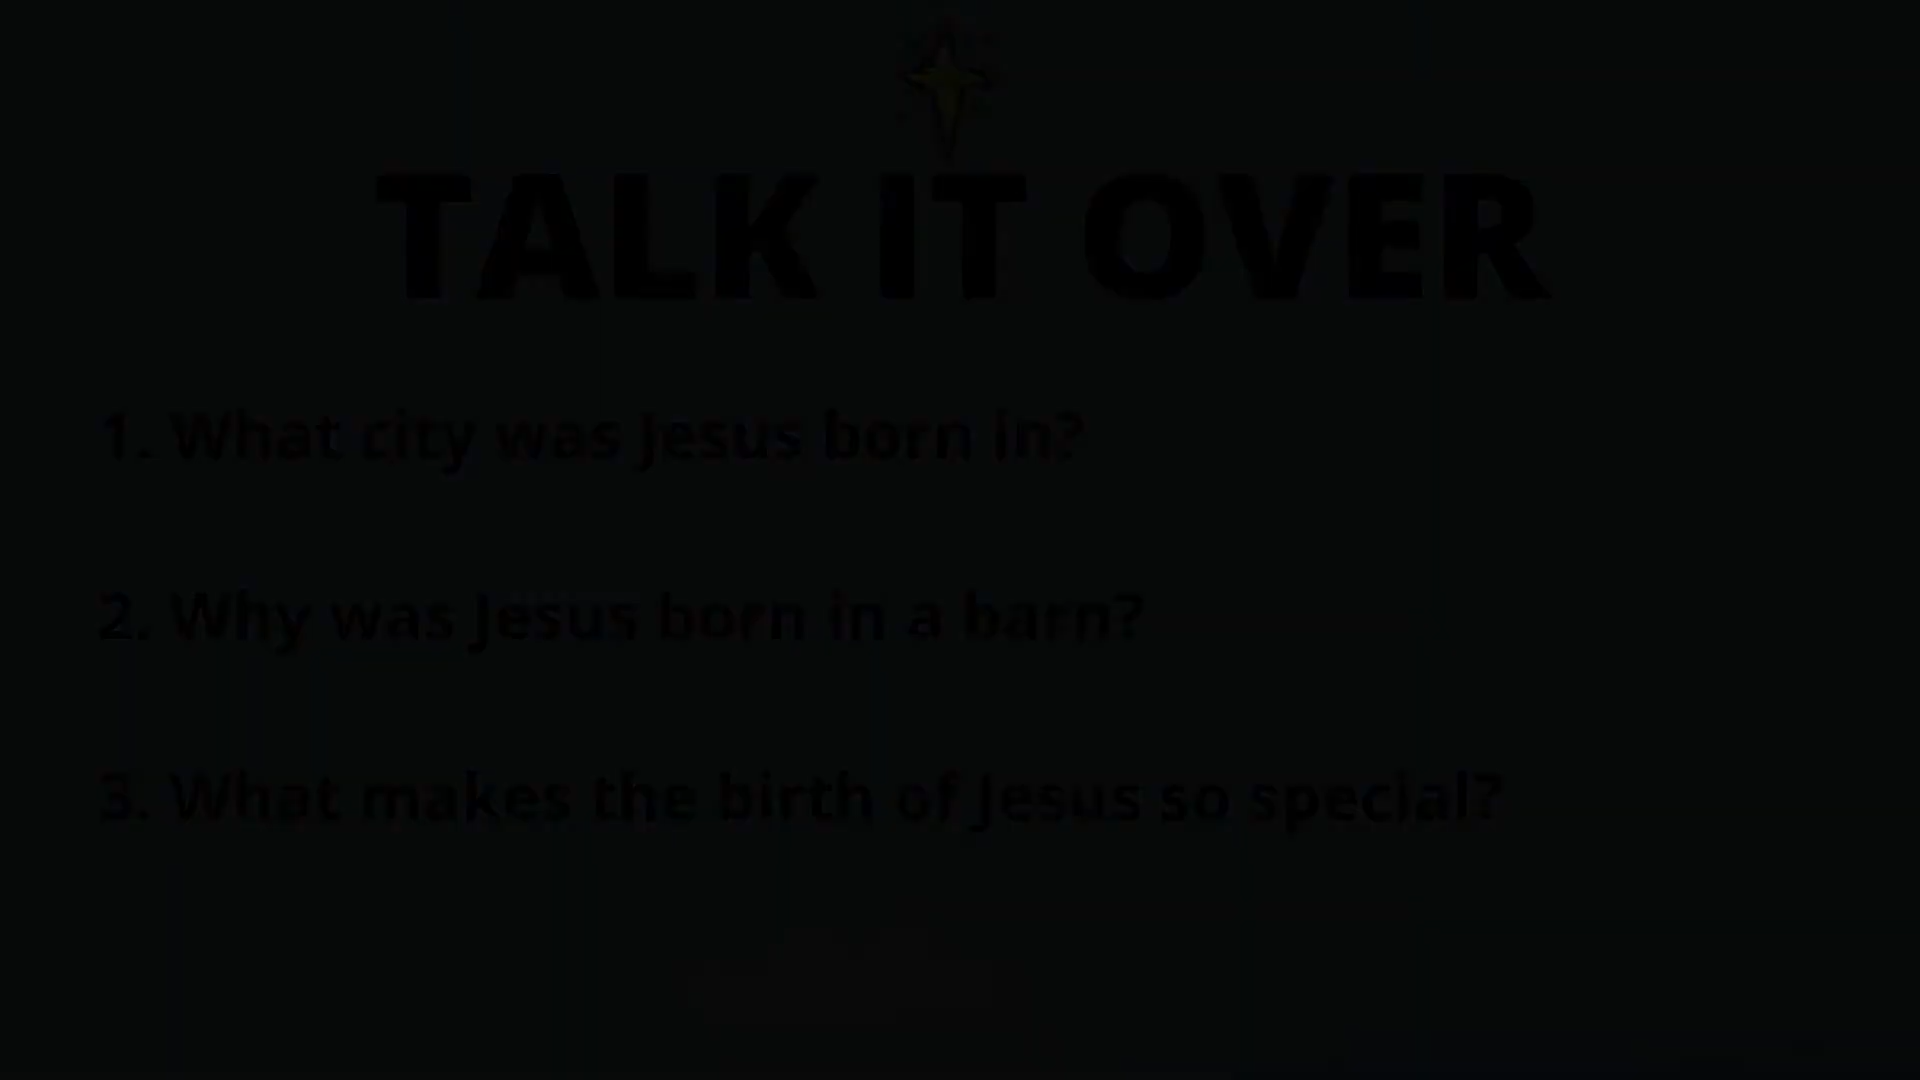 TALK IT OVER
1. What city was Jesus born in?
2. Why was Jesus born in a barn?
3. What makes the birth of Jesus so special?